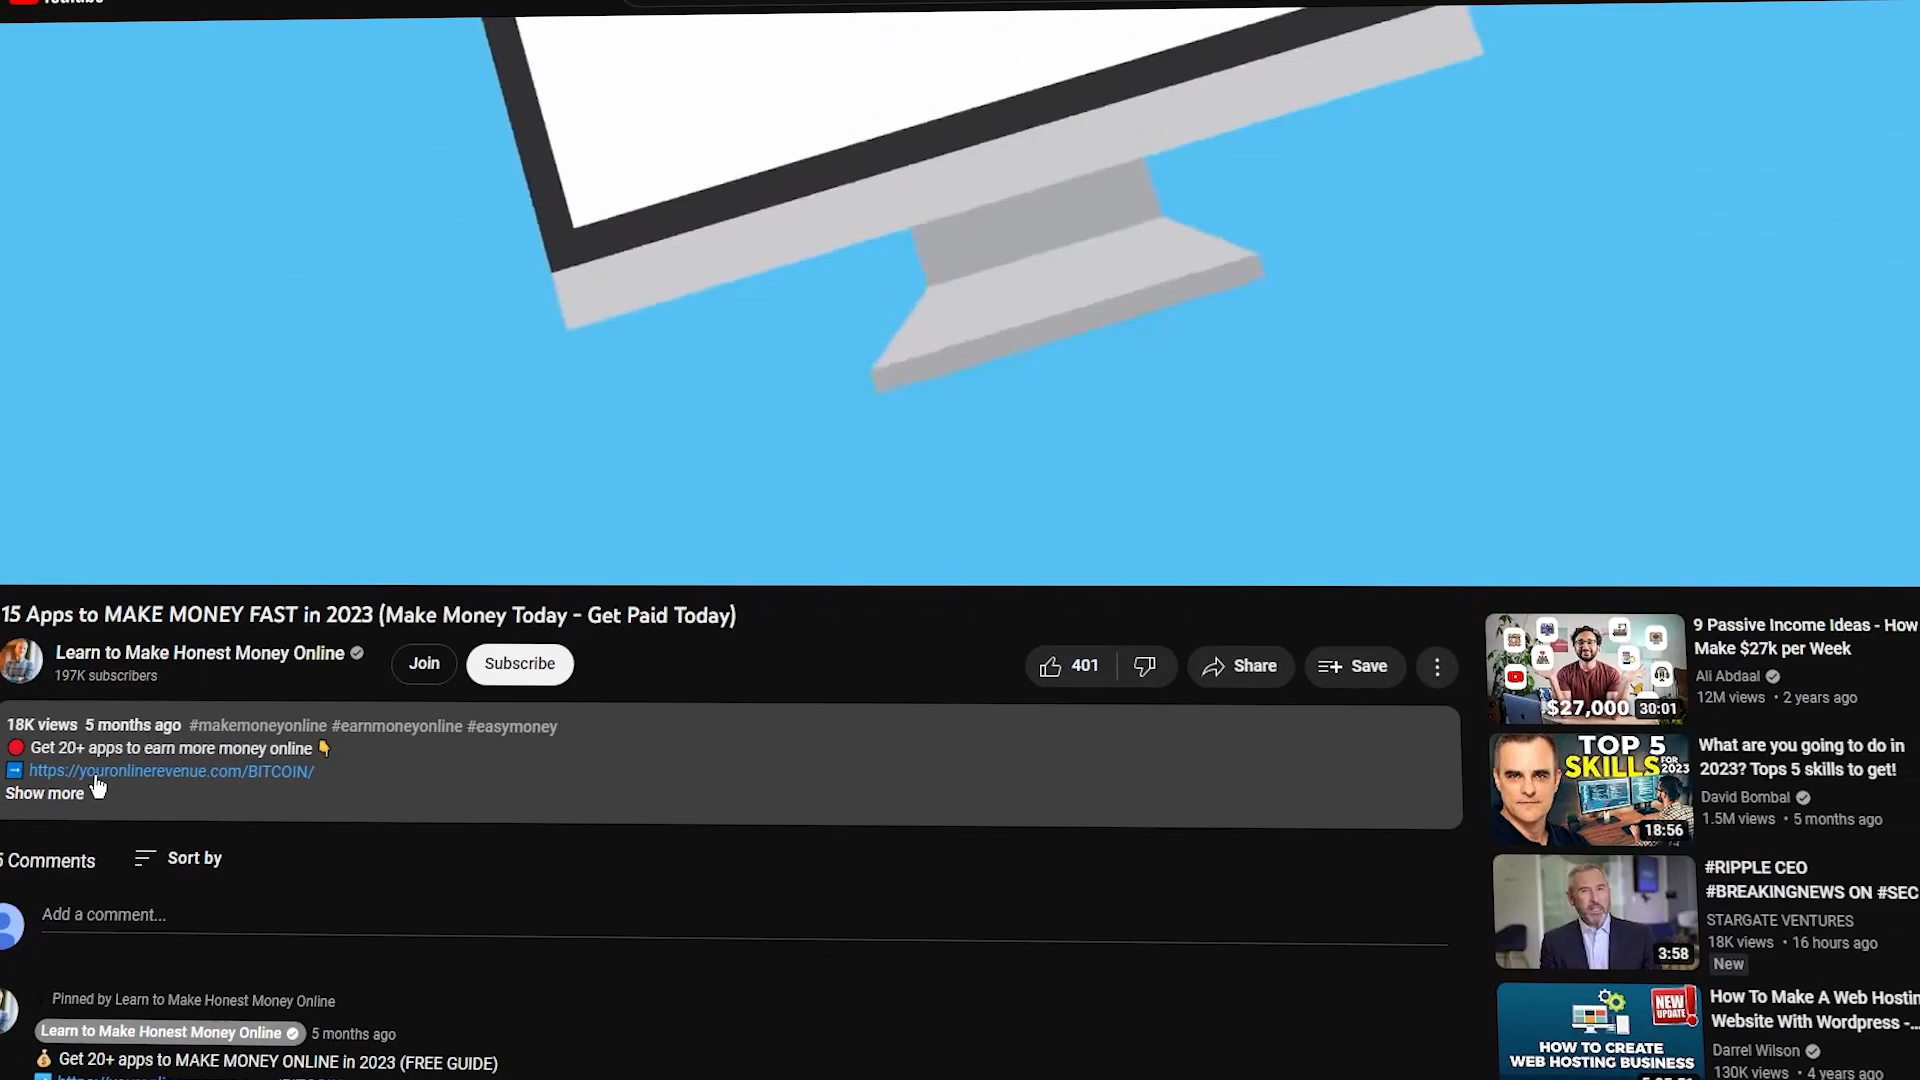 YouTube
15 Apps to MAKE MONEY FAST in 2023 (Make Money Today - Get Paid Today)
Learn to Make Honest Money Online
197K subscribers
Join
Subscribe
401
Share
Save
18K views 5 months ago #makemoneyonline #earnmoneyonline #easymoney
Get 20+ apps to earn more money online
https://youronlinerevenue.com/BITCOIN/
Show more
5 Comments
Sort by
Add a comment...
Pinned by Learn to Make Honest Money Online
Learn to Make Honest Money Online 5 months ago
Get 20+ apps to MAKE MONEY ONLINE in 2023 (FREE GUIDE)
$27,000
30:01
9 Passive Income Ideas - How
Make $27k per Week
Ali Abdaal
12M views • 2 years ago
TOP 5
SKILLS FOR 2023
18:56
What are you going to do in
2023? Tops 5 skills to get!
David Bombal
1.5M views • 5 months ago
3:58
#RIPPLE CEO
#BREAKINGNEWS ON #SEC
STARGATE VENTURES
18K views • 16 hours ago
New
NEW
UPDATE
HOW TO CREATE
WEB HOSTING BUSINESS
How To Make A Web Hostin
Website With Wordpress -...
Darrel Wilson
130K views • 4 years ago